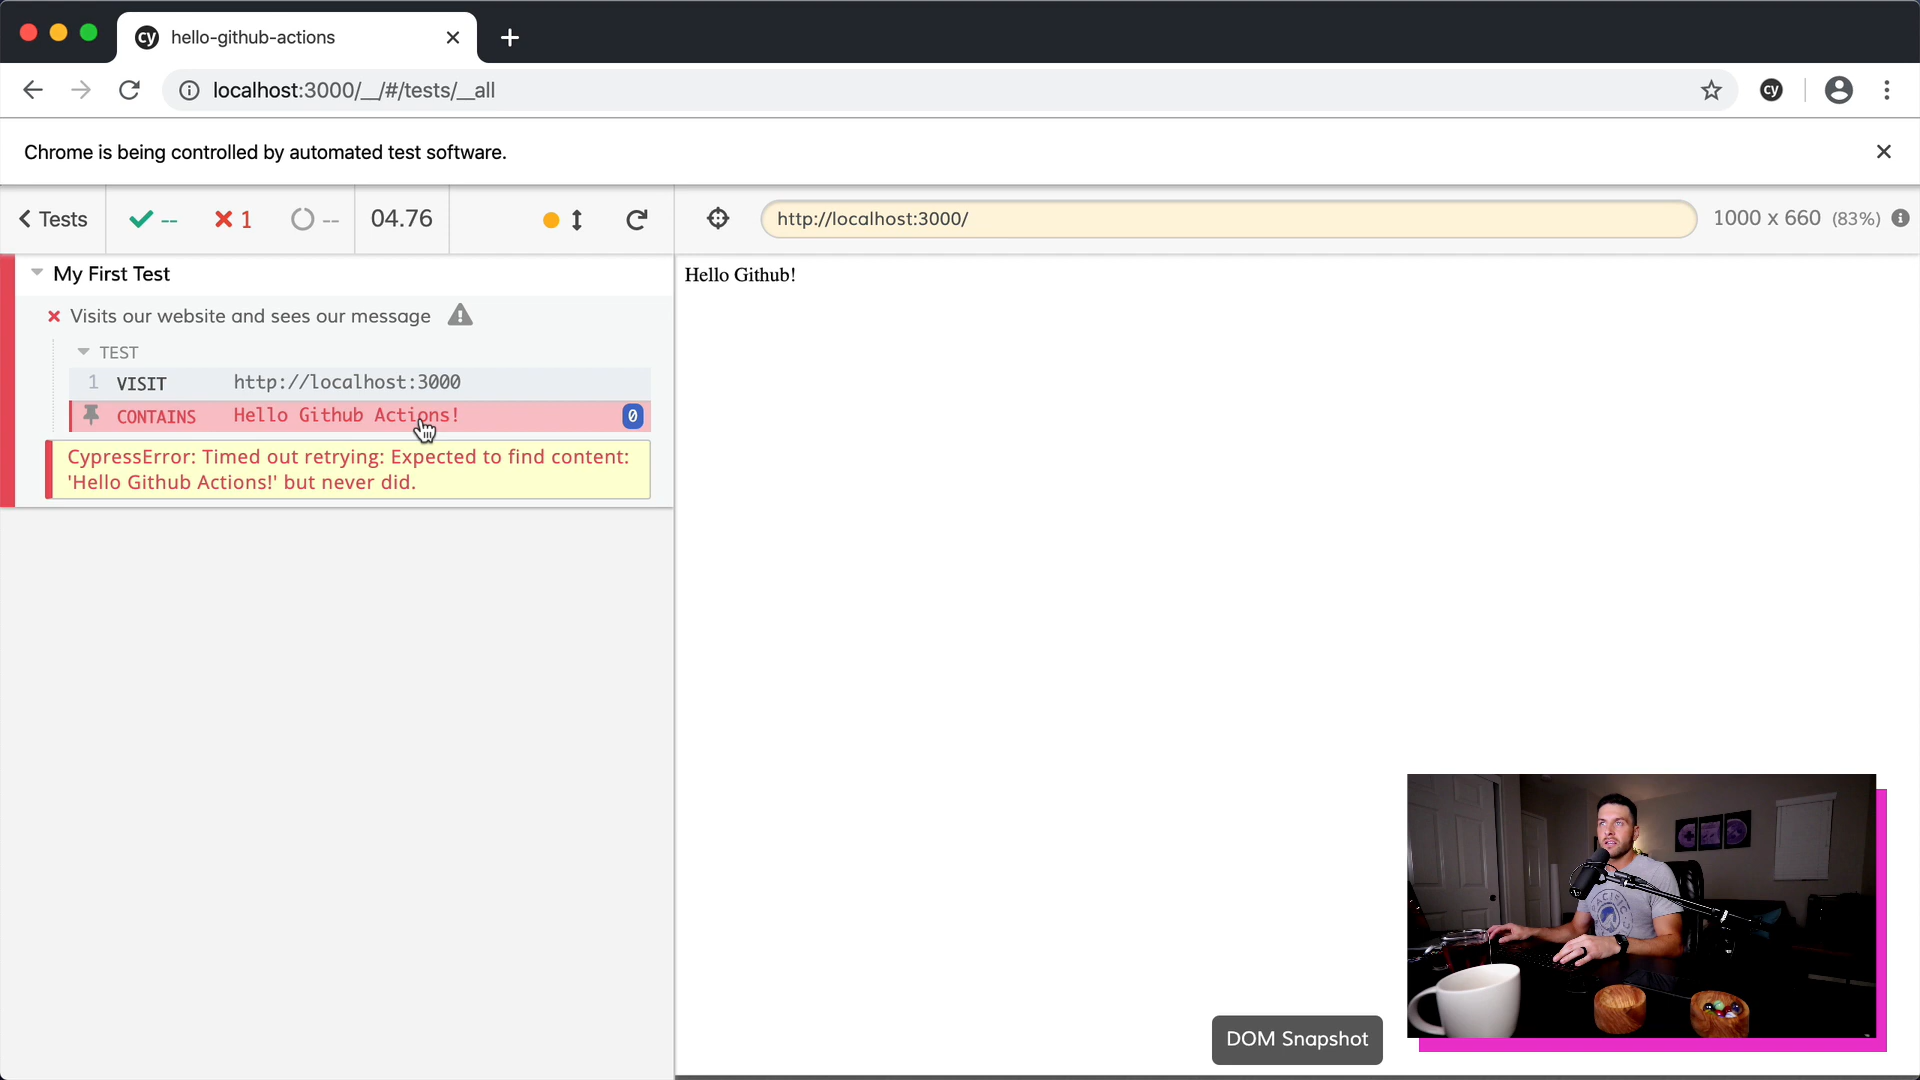 cy hello-github-actions
localhost:3000/__/#/tests/__all
cy
Chrome is being controlled by automated test software.
Tests
--
1
--
04.76
http://localhost:3000/
1000 x 660 (83%)
My First Test
Hello Github!
Visits our website and sees our message
TEST
1 VISIT http://localhost:3000
CONTAINS Hello Github Actions! 0
CypressError: Timed out retrying: Expected to find content:
'Hello Github Actions!' but never did.
PACIFIC
DOM Snapshot